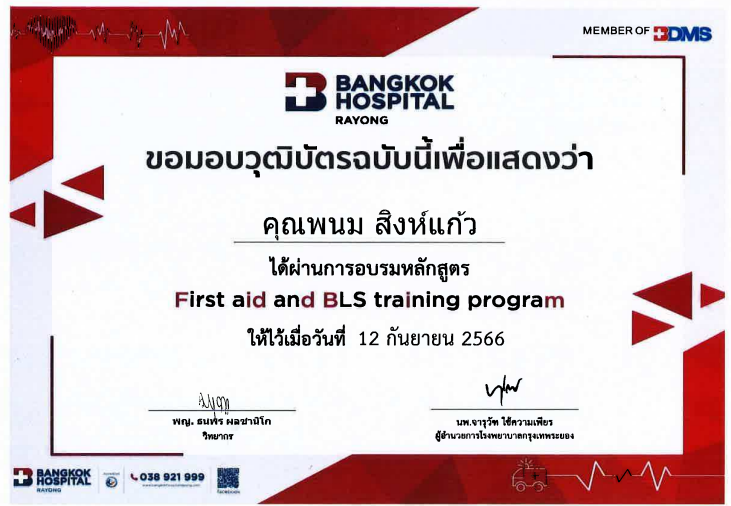 MEMBER OF BDMS
BANGKOK
HOSPITAL
RAYONG
ขอมอบวุฒิบัตรฉบับนี้เพื่อแสดงว่า
คุณพนม สิงห์แก้ว
ได้ผ่านการอบรมหลักสูตร
First aid and BLS training program
ให้ไว้เมื่อวันที่ 12 กันยายน 2566
พญ. ธนพร ผลชานิโก
วิทยากร
นพ.จารุวัฑ ใช้ความเพียร
ผู้อำนวยการโรงพยาบาลกรุงเทพระยอง
BANGKOK
HOSPITAL
RAYONG
038 921 999